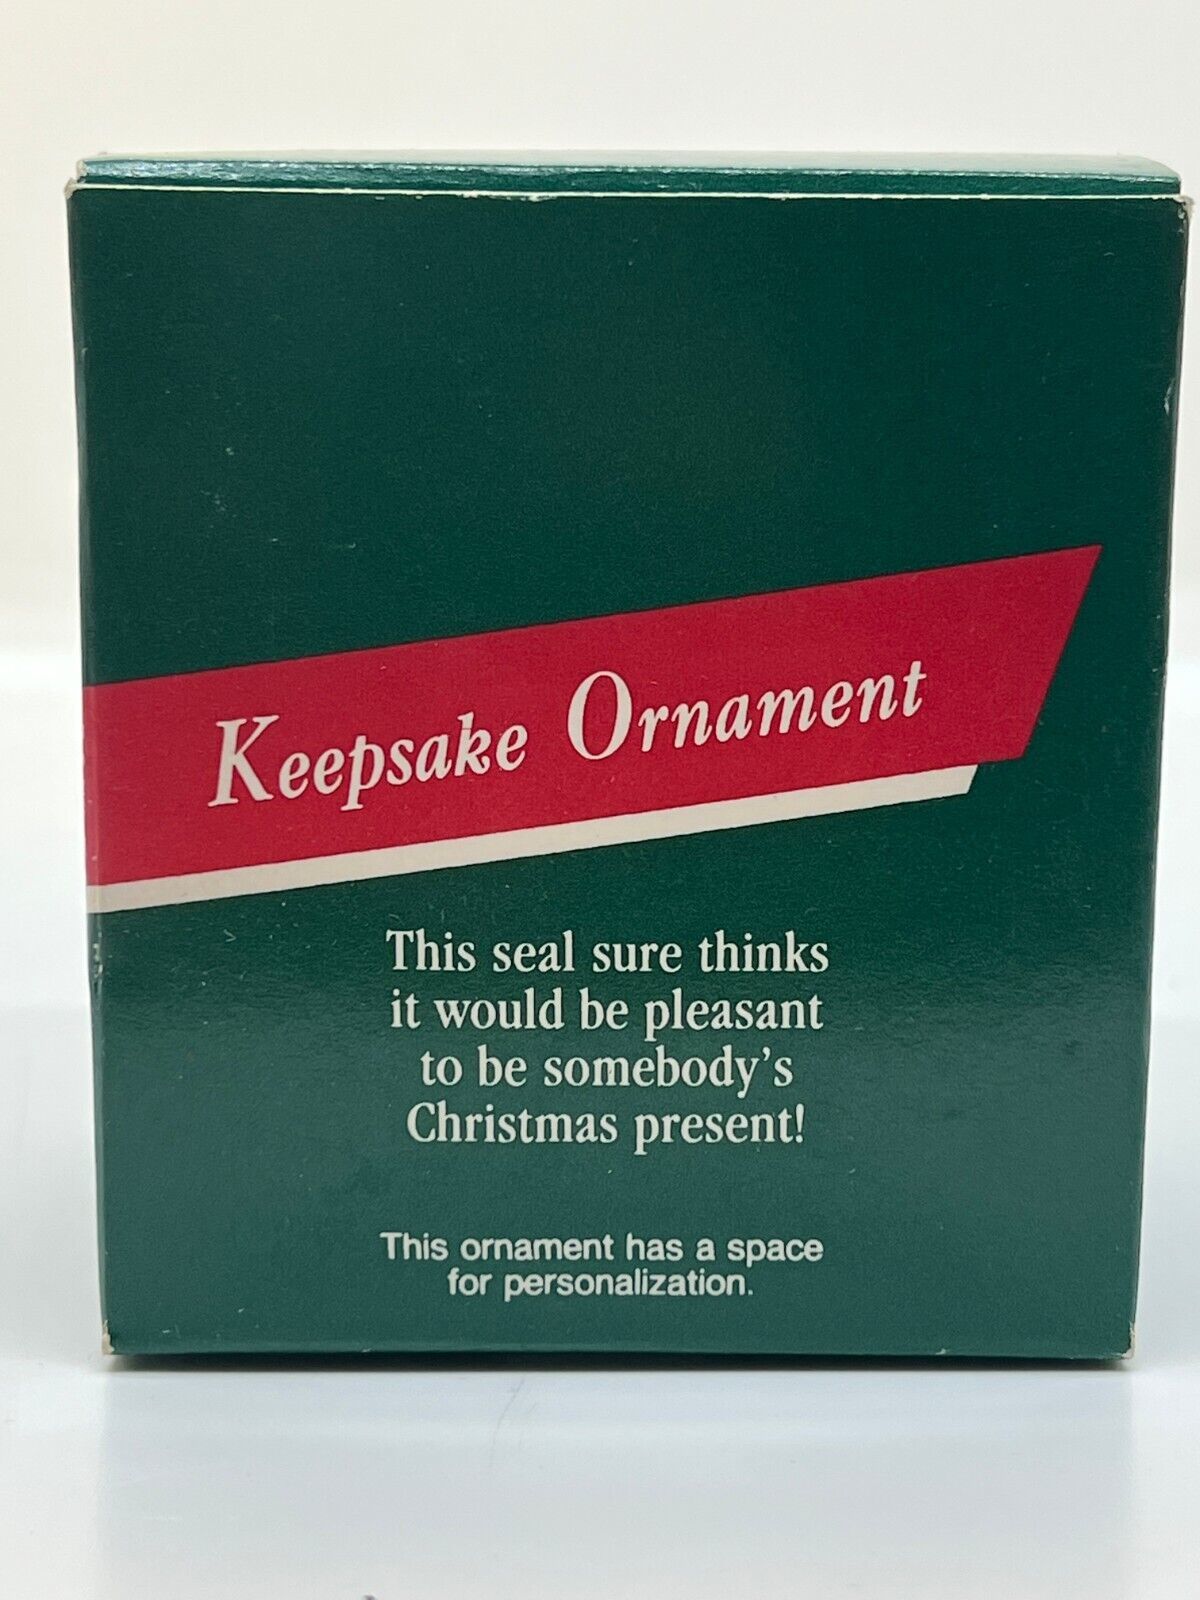 Keepsake Ornament
This seal sure thinks
it would be pleasant
to be somebody's
Christmas present!
This ornament has a space
for personalization.